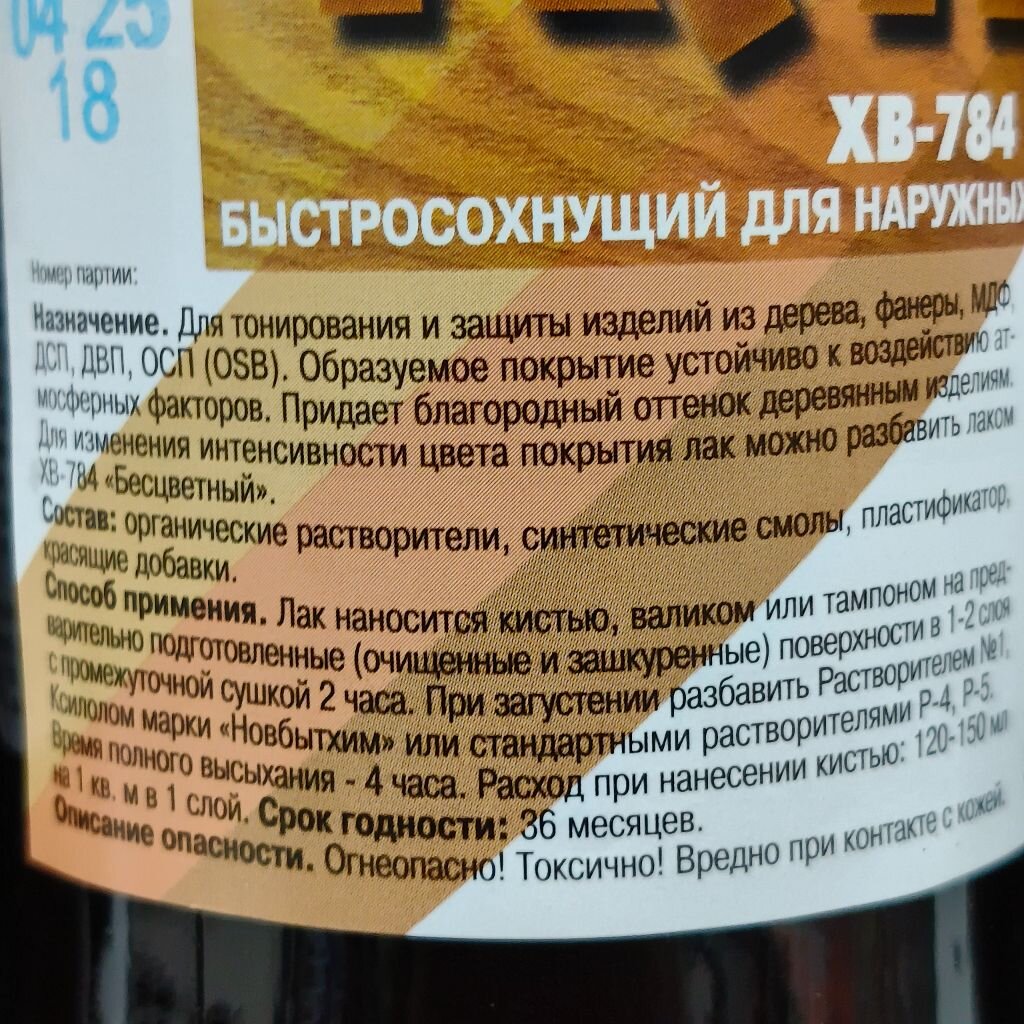 04 25
18
ХВ-784
БЫСТРОСОХНУЩИЙ ДЛЯ НАРУЖНЫХ
Номер партии:
Назначение. Для тонирования и защиты изделий из дерева, фанеры, МДФ,
ДСП, ДВП, ОСП (OSB). Образуемое покрытие устойчиво к воздействию ат-
мосферных факторов. Придает благородный оттенок деревянным изделиям.
Для изменения интенсивности цвета покрытия лак можно разбавить лаком
ХВ-784 «Бесцветный».
Состав: органические растворители, синтетические смолы, пластификатор,
красящие добавки.
Способ применения. Лак наносится кистью, валиком или тампоном на пред-
варительно подготовленные (очищенные и зашкуренные) поверхности в 1-2 слоя
с промежуточной сушкой 2 часа. При загустении разбавить Растворителем №1,
Ксилолом марки «Новбытхим» или стандартными растворителями Р-4, Р-5.
Время полного высыхания - 4 часа. Расход при нанесении кистью: 120-150 мл
на 1 кв. м в 1 слой. Срок годности: 36 месяцев.
Описание опасности. Огнеопасно! Токсично! Вредно при контакте с кожей.